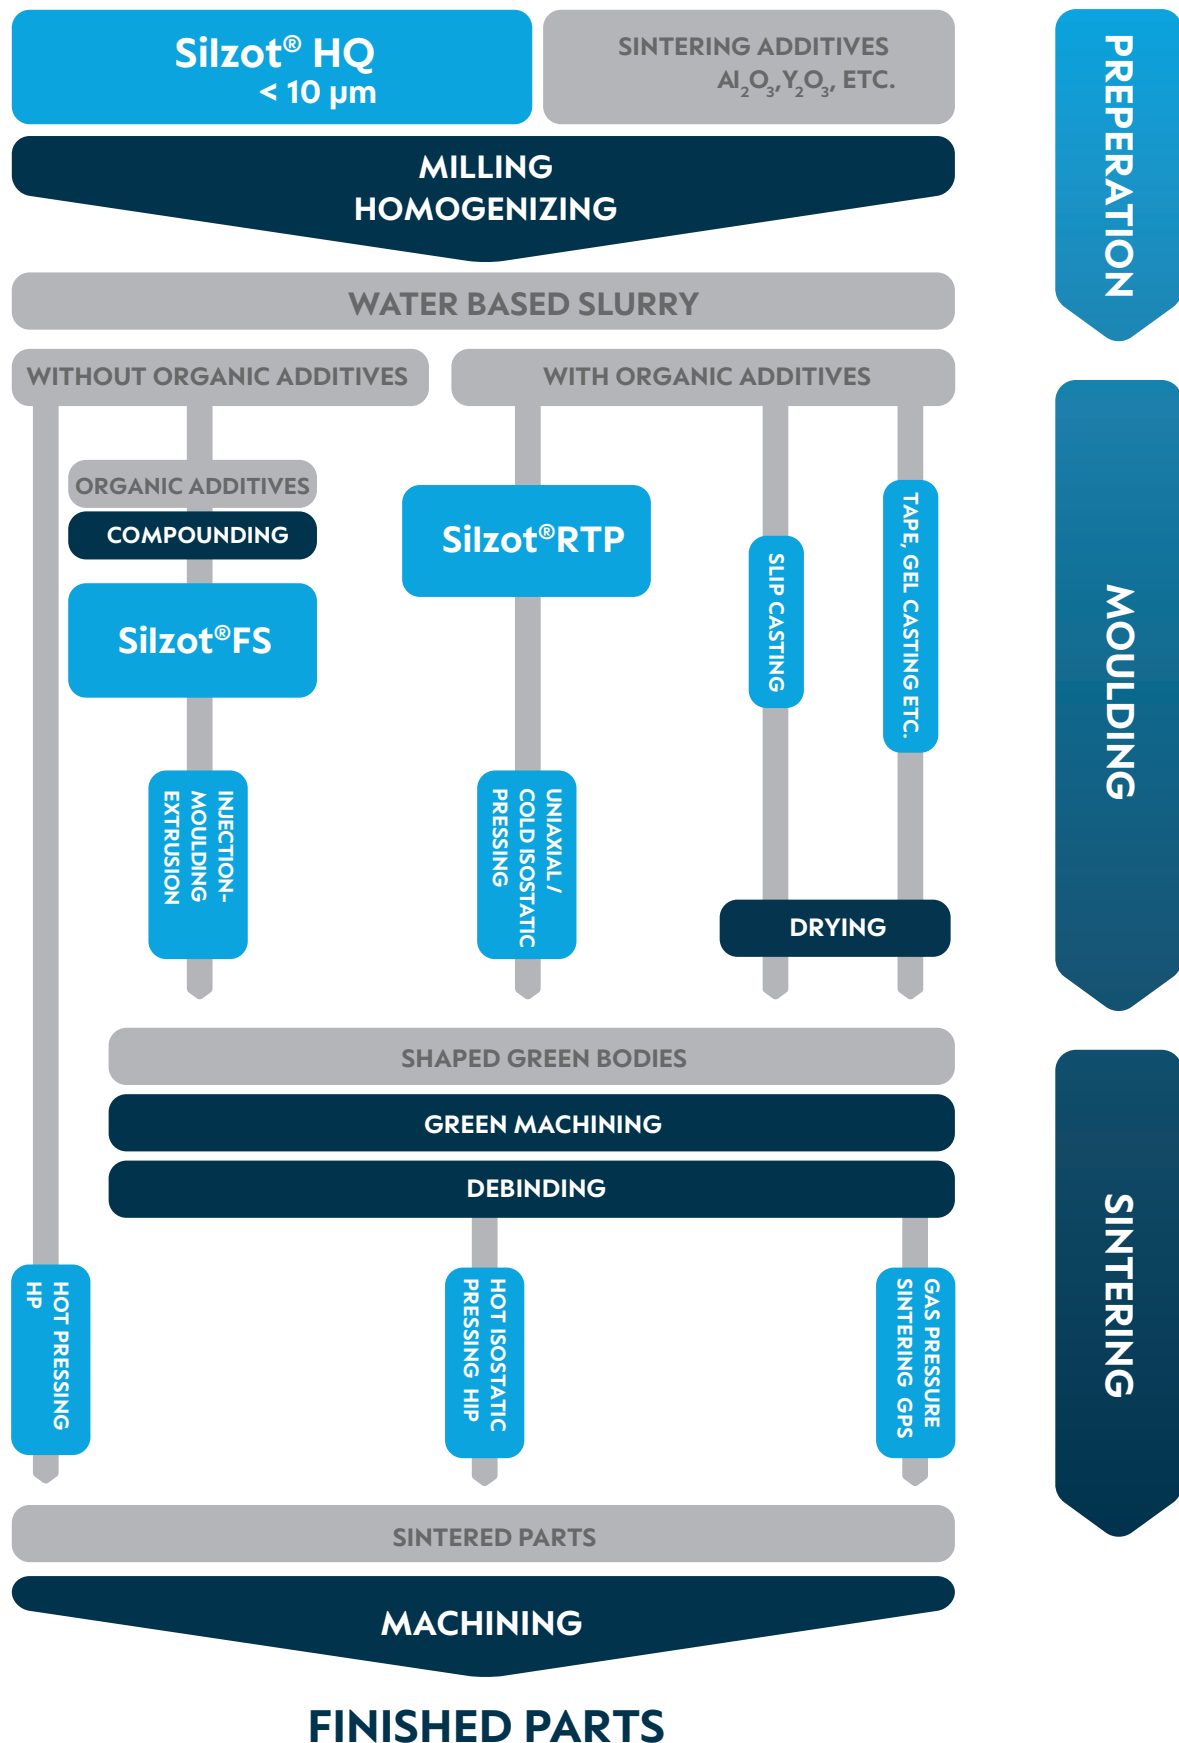 Silzot® HQ
< 10 µm
SINTERING ADDITIVES
Al₂O₃, Y₂O₃, ETC.
MILLING
HOMOGENIZING
WATER BASED SLURRY
WITHOUT ORGANIC ADDITIVES
WITH ORGANIC ADDITIVES
ORGANIC ADDITIVES
COMPOUNDING
Silzot®FS
INJECTION-
MOULDING
EXTRUSION
Silzot®RTP
UNIAXIAL /
COLD ISOSTATIC
PRESSING
SLIP CASTING
TAPE, GEL CASTING ETC.
DRYING
SHAPED GREEN BODIES
GREEN MACHINING
DEBINDING
HOT PRESSING
HP
HOT ISOSTATIC
PRESSING HIP
GAS PRESSURE
SINTERING GPS
SINTERED PARTS
MACHINING
FINISHED PARTS
PREPERATION
MOULDING
SINTERING